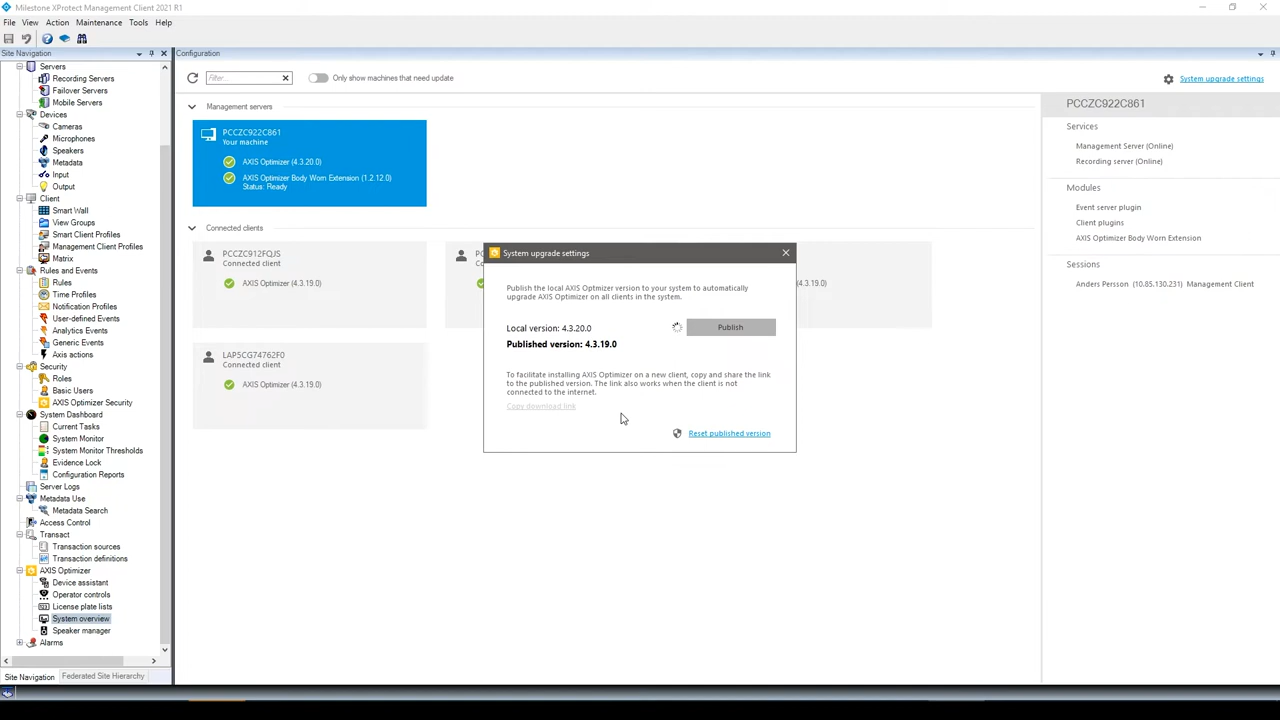 Milestone XProtect Management Client 2021 R1
File View Action Maintenance Tools Help
Site Navigation
Servers
Recording Servers
Failover Servers
Mobile Servers
Devices
Cameras
Microphones
Speakers
Metadata
Input
Output
Client
Smart Wall
View Groups
Smart Client Profiles
Management Client Profiles
Matrix
Rules and Events
Rules
Time Profiles
Notification Profiles
User-defined Events
Analytics Events
Generic Events
Axis actions
Security
Roles
Basic Users
AXIS Optimizer Security
System Dashboard
Current Tasks
System Monitor
System Monitor Thresholds
Evidence Lock
Configuration Reports
Server Logs
Metadata Use
Metadata Search
Access Control
Transact
Transaction sources
Transaction definitions
AXIS Optimizer
Device assistant
Operator controls
License plate lists
System overview
Speaker manager
Alarms
Site Navigation Federated Site Hierarchy
Configuration
Filter...
Only show machines that need update
System upgrade settings
Management servers
PCCZC922C861
Your machine
AXIS Optimizer (4.3.20.0)
AXIS Optimizer Body Worn Extension (1.2.12.0)
Status: Ready
Connected clients
PCCZC912FQJS
Connected client
AXIS Optimizer (4.3.19.0)
LAP5CG74762F0
Connected client
AXIS Optimizer (4.3.19.0)
System upgrade settings
Publish the local AXIS Optmizer version to your system to automatically
upgrade AXIS Optimizer on all clients in the system.
Local version: 4.3.20.0
Publish
Published version: 4.3.19.0
To facilitate installing AXIS Optimizer on a new client, copy and share the link
to the published version. The link also works when the client is not
connected to the internet.
Copy download link
Reset published version
PCCZC922C861
Services
Management Server (Online)
Recording server (Online)
Modules
Event server plugin
Client plugins
AXIS Optimizer Body Worn Extension
Sessions
Anders Persson (10.85.130.231) Management Client